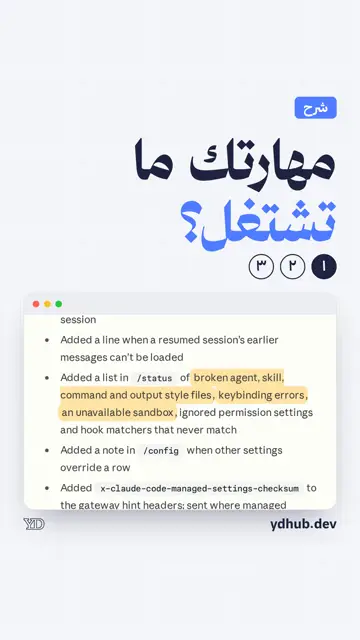 شرح
مهارتك ما
تشتغل؟
١ ٢ ٣
session
• Added a line when a resumed session's earlier
messages can't be loaded
• Added a list in /status of broken agent, skill,
command and output style files, keybinding errors,
an unavailable sandbox, ignored permission settings
and hook matchers that never match
• Added a note in /config when other settings
override a row
• Added x-claude-code-managed-settings-checksum to
the gateway hint headers: sent where managed
YD
ydhub.dev